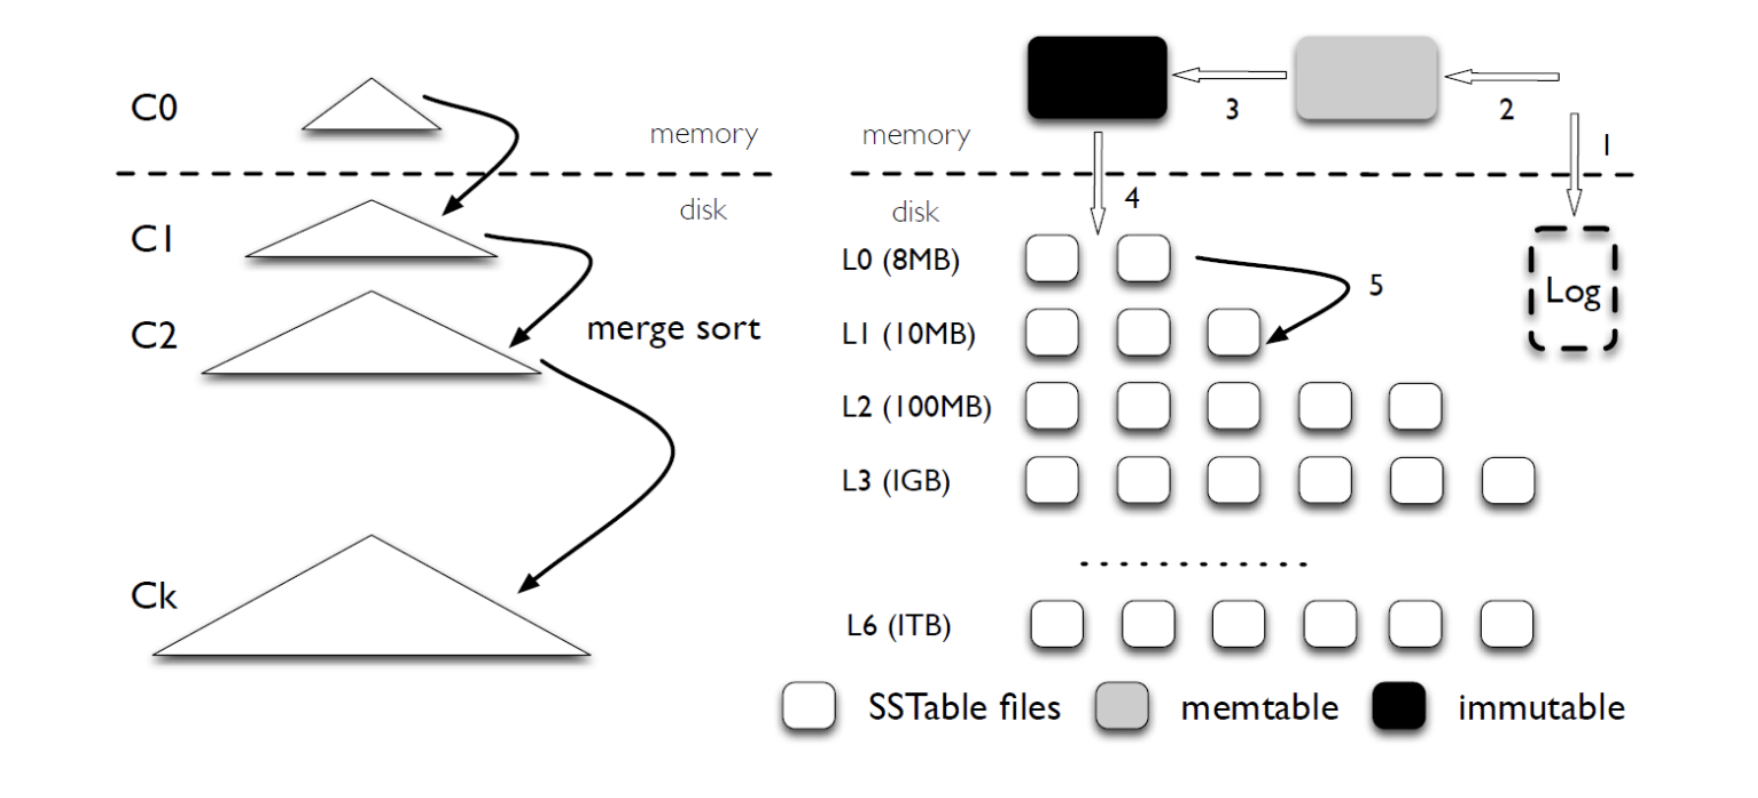 C0
memory
disk
C1
C2
merge sort
Ck
3
2
1
memory
disk
4
L0 (8MB)
5
Log
L1 (10MB)
L2 (100MB)
L3 (1GB)
............
L6 (1TB)
SSTable files
memtable
immutable